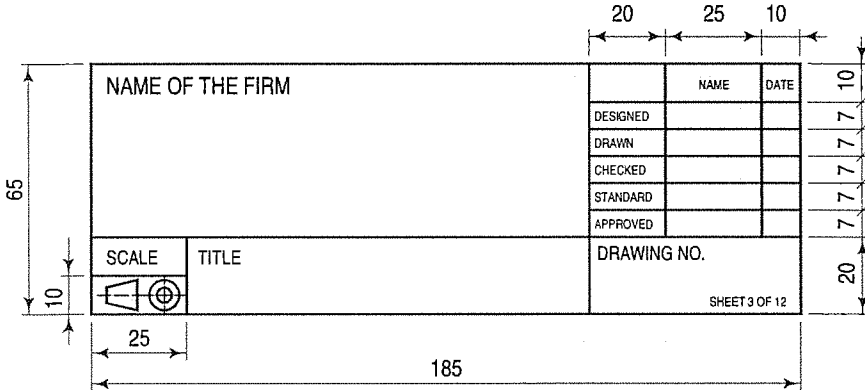 20 25 10
NAME OF THE FIRM
NAME DATE 10
DESIGNED 7
DRAWN 7
CHECKED 7
STANDARD 7
APPROVED 7
65
SCALE TITLE DRAWING NO.
20
10
SHEET 3 OF 12
25
185